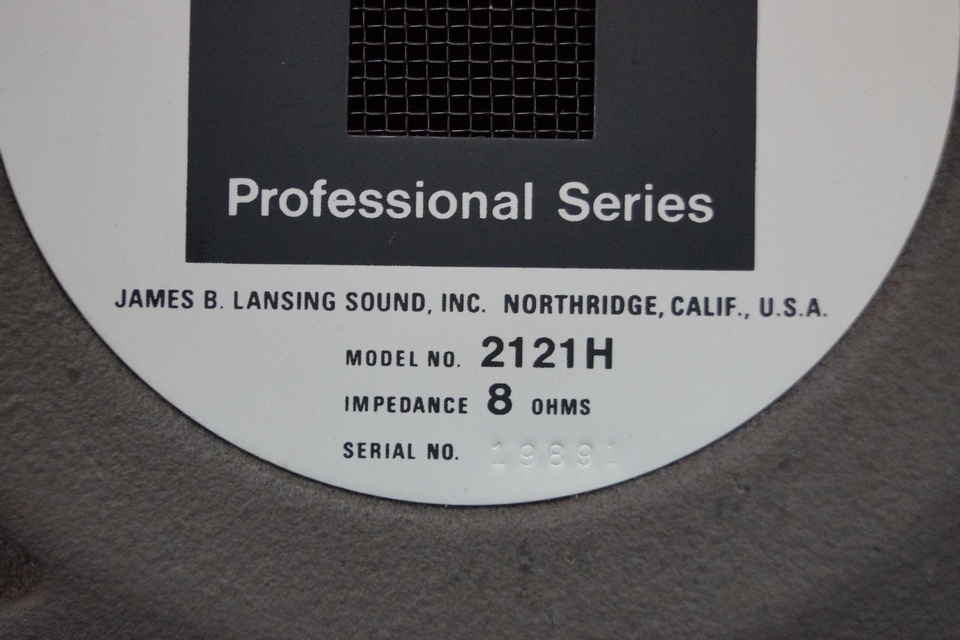 Professional Series
JAMES B. LANSING SOUND, INC. NORTHRIDGE, CALIF., U.S.A.
MODEL NO. 2121H
IMPEDANCE 8 OHMS
SERIAL NO. 19891